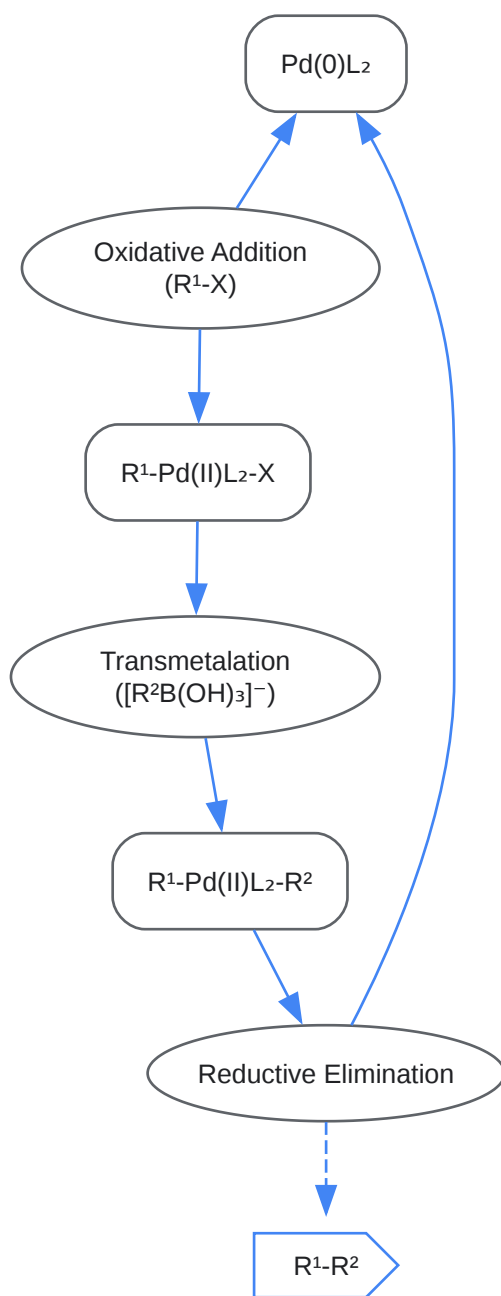 Pd(0)L₂
Oxidative Addition
(R¹-X)
R¹-Pd(II)L₂-X
Transmetalation
([R²B(OH)₃]⁻)
R¹-Pd(II)L₂-R²
Reductive Elimination
R¹-R²